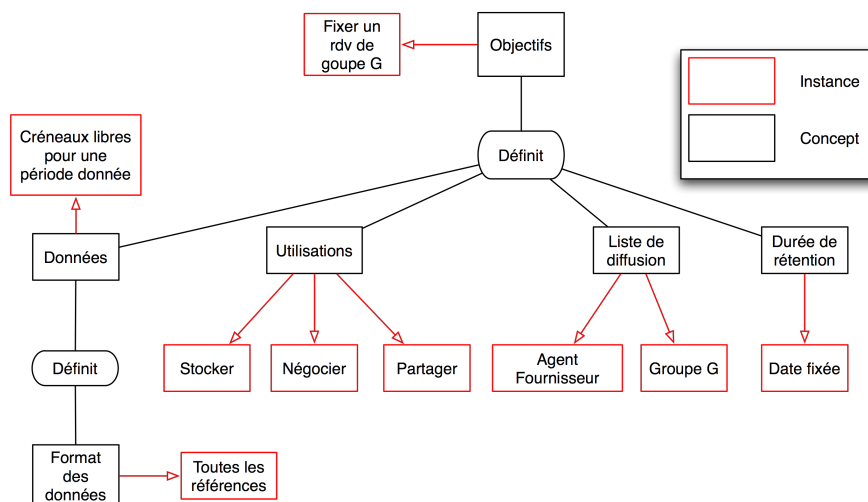 Fixer un
rdv de
goupe G
Objectifs
Instance
Concept
Créneaux libres
pour une
période donnée
Définit
Données
Utilisations
Liste de
diffusion
Durée de
rétention
Stocker
Négocier
Partager
Agent
Fournisseur
Groupe G
Date fixée
Définit
Format
des
données
Toutes les
références